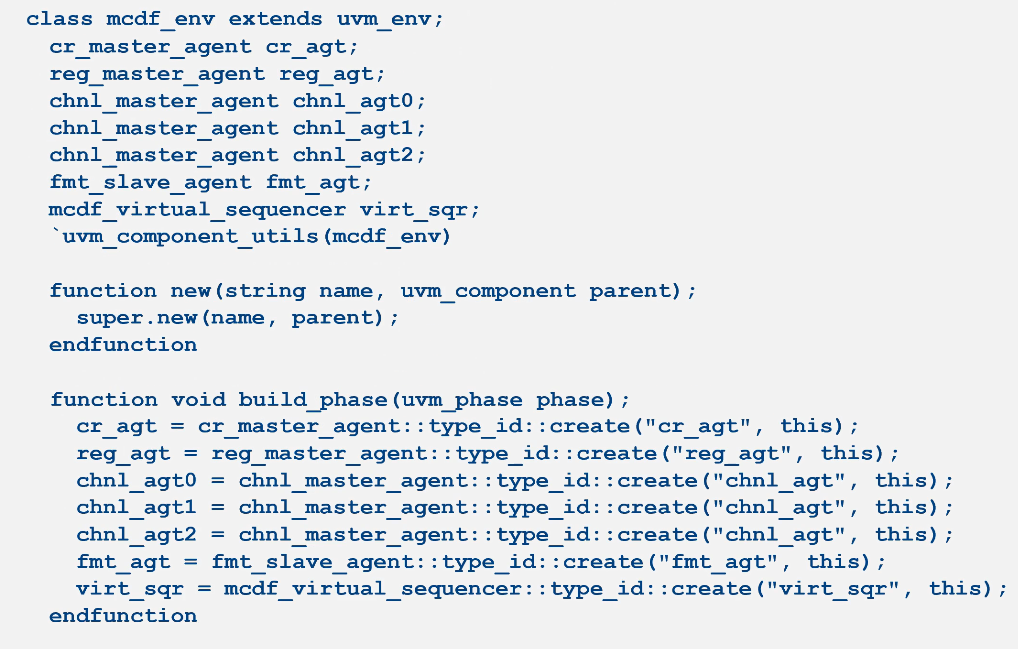 class mcdf_env extends uvm_env;
cr_master_agent cr_agt;
reg_master_agent reg_agt;
chnl_master_agent chnl_agt0;
chnl_master_agent chnl_agt1;
chnl_master_agent chnl_agt2;
fmt_slave_agent fmt_agt;
mcdf_virtual_sequencer virt_sqr;
`uvm_component_utils(mcdf_env)
function new(string name, uvm_component parent);
super.new(name, parent);
endfunction
function void build_phase(uvm_phase phase);
cr_agt = cr_master_agent::type_id::create("cr_agt", this);
reg_agt = reg_master_agent::type_id::create("reg_agt", this);
chnl_agt0 = chnl_master_agent::type_id::create("chnl_agt", this);
chnl_agt1 = chnl_master_agent::type_id::create("chnl_agt", this);
chnl_agt2 = chnl_master_agent::type_id::create("chnl_agt", this);
fmt_agt = fmt_slave_agent::type_id::create("fmt_agt", this);
virt_sqr = mcdf_virtual_sequencer::type_id::create("virt_sqr", this);
endfunction